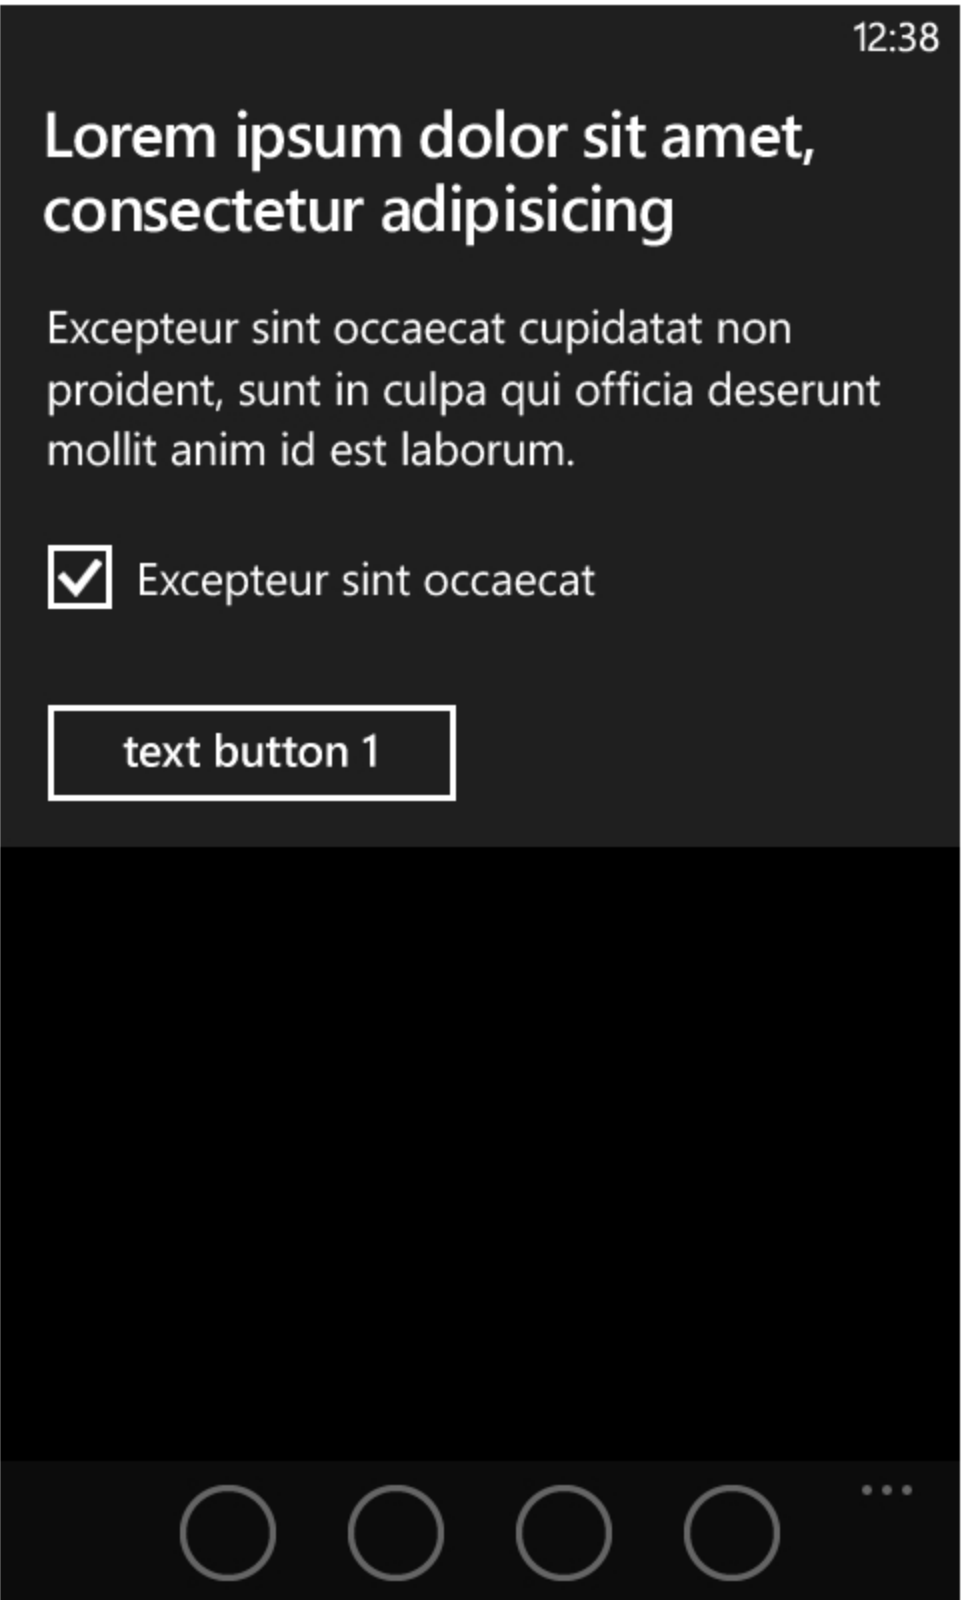 12:38
Lorem ipsum dolor sit amet,
consectetur adipisicing
Excepteur sint occaecat cupidatat non
proident, sunt in culpa qui officia deserunt
mollit anim id est laborum.
Excepteur sint occaecat
text button 1